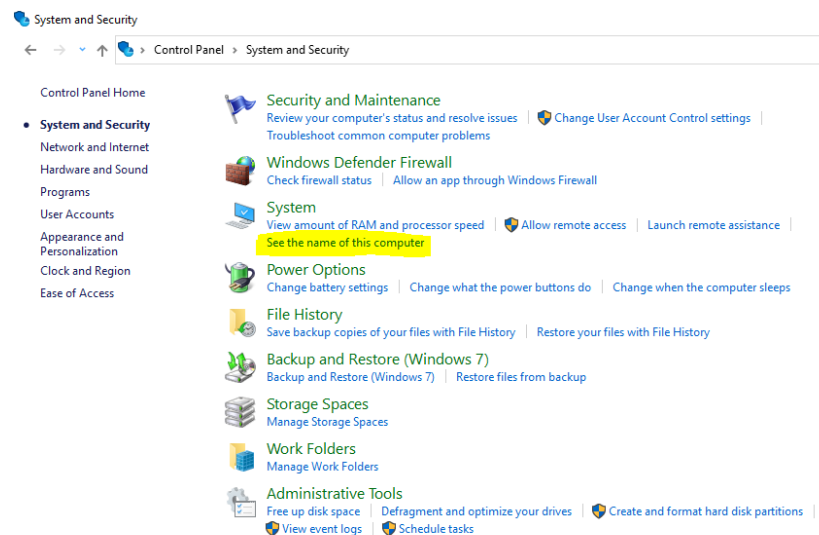 System and Security
Control Panel › System and Security
Control Panel Home
System and Security
Network and Internet
Hardware and Sound
Programs
User Accounts
Appearance and
Personalization
Clock and Region
Ease of Access
Security and Maintenance
Review your computer's status and resolve issues | Change User Account Control settings |
Troubleshoot common computer problems
Windows Defender Firewall
Check firewall status | Allow an app through Windows Firewall
System
View amount of RAM and processor speed | Allow remote access | Launch remote assistance |
See the name of this computer
Power Options
Change battery settings | Change what the power buttons do | Change when the computer sleeps
File History
Save backup copies of your files with File History | Restore your files with File History
Backup and Restore (Windows 7)
Backup and Restore (Windows 7) | Restore files from backup
Storage Spaces
Manage Storage Spaces
Work Folders
Manage Work Folders
Administrative Tools
Free up disk space | Defragment and optimize your drives | Create and format hard disk partitions |
View event logs | Schedule tasks